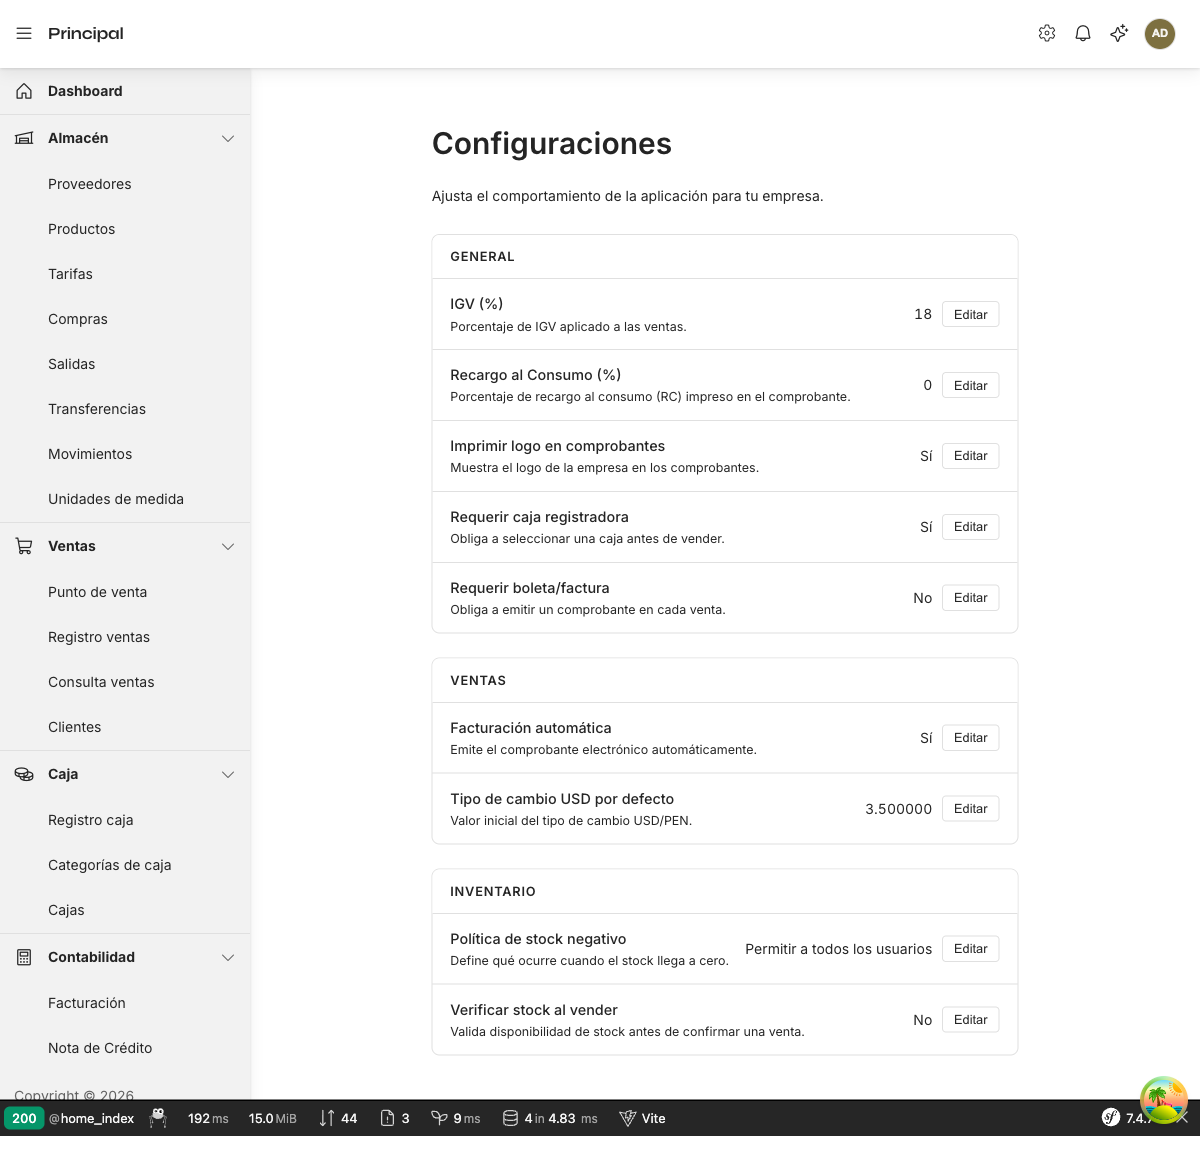 Principal
AD
Dashboard
Almacén
Proveedores
Productos
Tarifas
Compras
Salidas
Transferencias
Movimientos
Unidades de medida
Ventas
Punto de venta
Registro ventas
Consulta ventas
Clientes
Caja
Registro caja
Categorías de caja
Cajas
Contabilidad
Facturación
Nota de Crédito
Copyright © 2026
Configuraciones
Ajusta el comportamiento de la aplicación para tu empresa.
GENERAL
IGV (%)
Porcentaje de IGV aplicado a las ventas.
18 Editar
Recargo al Consumo (%)
Porcentaje de recargo al consumo (RC) impreso en el comprobante.
0 Editar
Imprimir logo en comprobantes
Muestra el logo de la empresa en los comprobantes.
Sí Editar
Requerir caja registradora
Obliga a seleccionar una caja antes de vender.
Sí Editar
Requerir boleta/factura
Obliga a emitir un comprobante en cada venta.
No Editar
VENTAS
Facturación automática
Emite el comprobante electrónico automáticamente.
Sí Editar
Tipo de cambio USD por defecto
Valor inicial del tipo de cambio USD/PEN.
3.500000 Editar
INVENTARIO
Política de stock negativo
Define qué ocurre cuando el stock llega a cero.
Permitir a todos los usuarios Editar
Verificar stock al vender
Valida disponibilidad de stock antes de confirmar una venta.
No Editar
200 @home_index 192 ms 15.0 MiB 44 3 9 ms 4 in 4.83 ms Vite sf